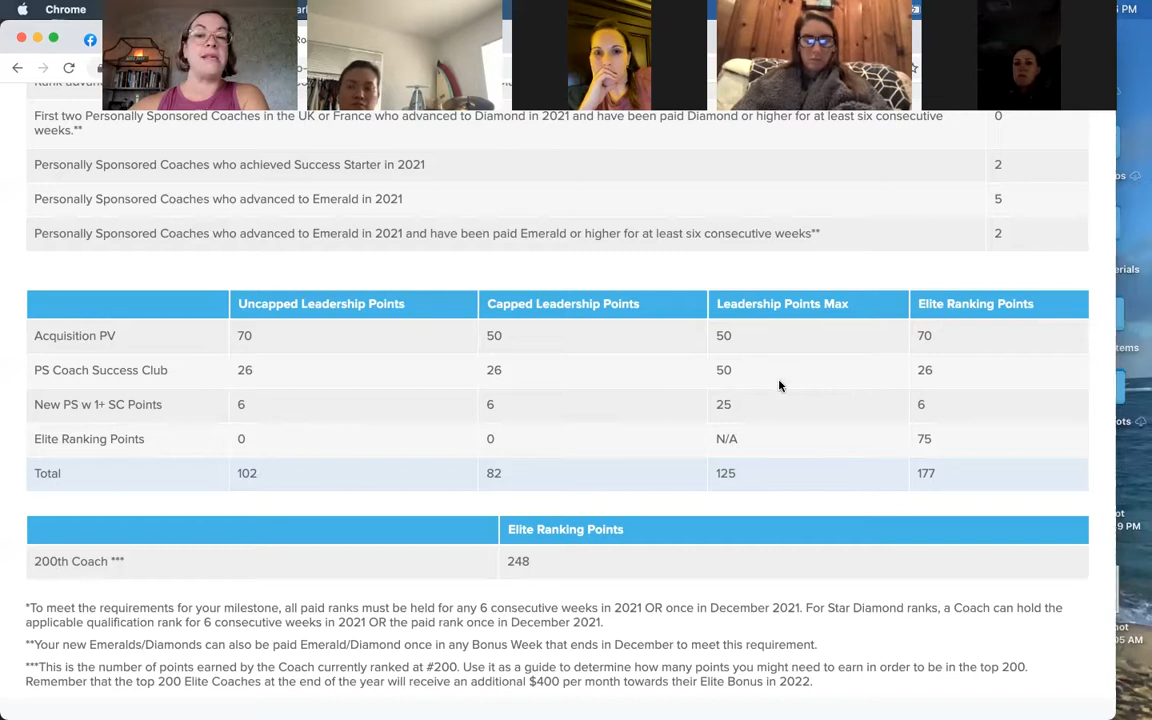 Chrome
PM
Rank advan
First two Personally Sponsored Coaches in the UK or France who advanced to Diamond in 2021 and have been paid Diamond or higher for at least six consecutive
weeks.**
0
Personally Sponsored Coaches who achieved Success Starter in 2021
2
Personally Sponsored Coaches who advanced to Emerald in 2021
5
Personally Sponsored Coaches who advanced to Emerald in 2021 and have been paid Emerald or higher for at least six consecutive weeks**
2
Uncapped Leadership Points
Capped Leadership Points
Leadership Points Max
Elite Ranking Points
Acquisition PV
70
50
50
70
PS Coach Success Club
26
26
50
26
New PS w 1+ SC Points
6
6
25
6
Elite Ranking Points
0
0
N/A
75
Total
102
82
125
177
Elite Ranking Points
200th Coach ***
248
*To meet the requirements for your milestone, all paid ranks must be held for any 6 consecutive weeks in 2021 OR once in December 2021. For Star Diamond ranks, a Coach can hold the
applicable qualification rank for 6 consecutive weeks in 2021 OR the paid rank once in December 2021.
**Your new Emeralds/Diamonds can also be paid Emerald/Diamond once in any Bonus Week that ends in December to meet this requirement.
***This is the number of points earned by the Coach currently ranked at #200. Use it as a guide to determine how many points you might need to earn in order to be in the top 200.
Remember that the top 200 Elite Coaches at the end of the year will receive an additional $400 per month towards their Elite Bonus in 2022.
os
erials
tems
ots
ot
9 PM
not
05 AM